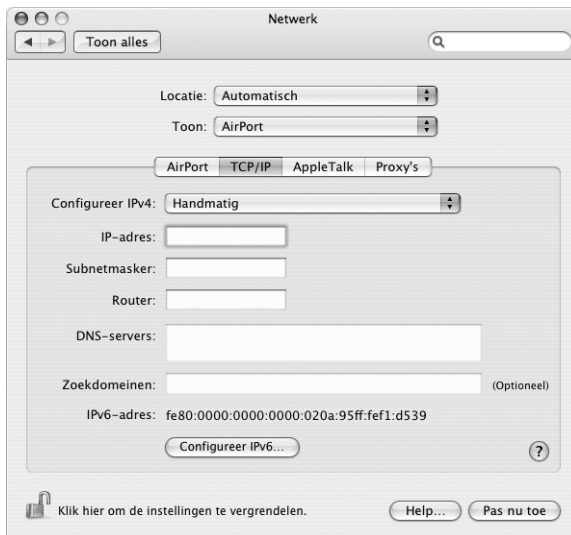 Netwerk
Toon alles
Locatie: Automatisch
Toon: AirPort
AirPort TCP/IP AppleTalk Proxy's
Configureer IPv4: Handmatig
IP-adres:
Subnetmasker:
Router:
DNS-servers:
Zoekdomeinen: (Optioneel)
IPv6-adres: fe80:0000:0000:0000:020a:95ff:fef1:d539
Configureer IPv6...
?
Klik hier om de instellingen te vergrendelen. Help... Pas nu toe